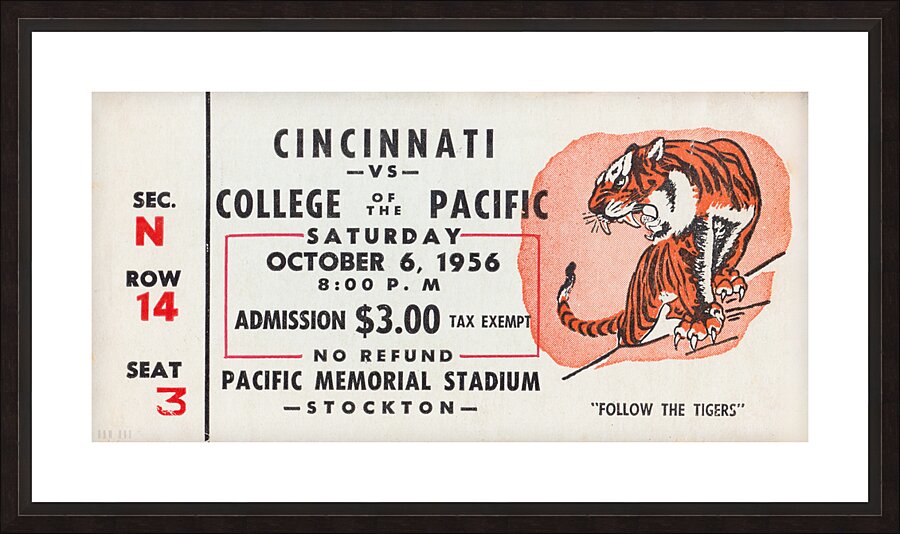 SEC.
N
ROW
14
SEAT
3
CINCINNATI
—VS—
COLLEGE OF THE PACIFIC
SATURDAY
OCTOBER 6, 1956
8:00 P. M
ADMISSION $3.00 TAX EXEMPT
NO REFUND
PACIFIC MEMORIAL STADIUM
—STOCKTON—
"FOLLOW THE TIGERS"